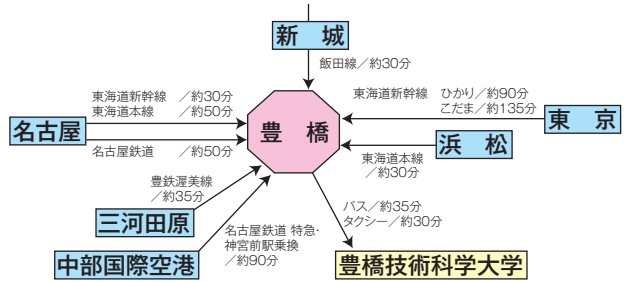 新 城
飯田線／約30分
東海道新幹線 ／約30分
東海道本線 ／約50分
名古屋
名古屋鉄道 ／約50分
豊 橋
東海道新幹線 ひかり／約90分
こだま／約135分
東 京
浜 松
東海道本線
／約30分
豊鉄渥美線
／約35分
三河田原
名古屋鉄道 特急・
神宮前駅乗換
／約90分
中部国際空港
バス／約35分
タクシー／約30分
豊橋技術科学大学